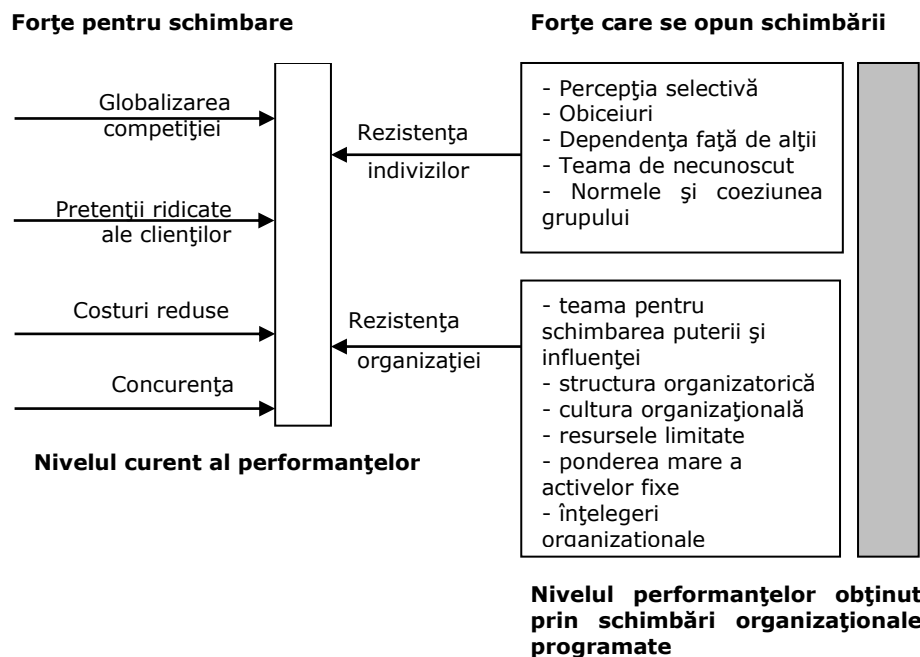 Forţe pentru schimbare
Forţe care se opun schimbării
Globalizarea
competiţiei
Pretenţii ridicate
ale clienţilor
Costuri reduse
Concurenţa
Rezistenţa
indivizilor
- Percepţia selectivă
- Obiceiuri
- Dependenţa faţă de alţii
- Teama de necunoscut
- Normele şi coeziunea
grupului
Rezistenţa
organizaţiei
- teama pentru
schimbarea puterii şi
influenţei
- structura organizatorică
- cultura organizaţională
- resursele limitate
- ponderea mare a
activelor fixe
- înţelegeri
organizaţionale
Nivelul curent al performanţelor
Nivelul performanţelor obţinut
prin schimbări organizaţionale
programate